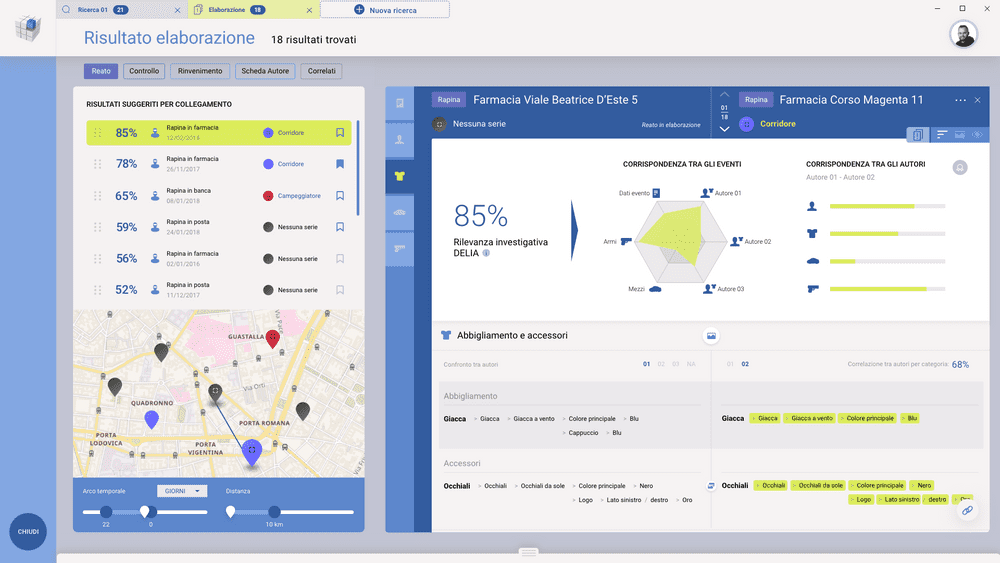 Ricerca 01 21
Elaborazione 18
Nuova ricerca
Risultato elaborazione 18 risultati trovati
Reato Controllo Rinvenimento Scheda Autore Correlati
RISULTATI SUGGERITI PER COLLEGAMENTO
85% Rapina in farmacia Corridore
12/02/2018
78% Rapina in farmacia Corridore
26/11/2017
65% Rapina in banca Campeggiatore
08/01/2018
59% Rapina in posta Nessuna serie
24/01/2018
56% Rapina in farmacia Nessuna serie
02/01/2016
52% Rapina in posta Nessuna serie
11/12/2017
GUASTALLA
Via Pace
Via Orti
QUADRONNO
PORTA ROMANA
PORTA LODOVICA
PORTA VIGENTINA
Arco temporale GIORNI Distanza
22 0 10 km
CHIUDI
Rapina Farmacia Viale Beatrice D'Este 5
Nessuna serie Reato in elaborazione
01
18
Rapina Farmacia Corso Magenta 11
Corridore
85%
Rilevanza investigativa
DELIA
CORRISPONDENZA TRA GLI EVENTI
Dati evento
Autore 01
Armi
Autore 02
Mezzi
Autore 03
CORRISPONDENZA TRA GLI AUTORI
Autore 01 - Autore 02
Abbigliamento e accessori
Confronto tra autori 01 02 03 NA
01 02 Correlazione tra autori per categoria: 68%
Abbigliamento
Giacca > Giacca > Giacca a vento > Colore principale > Blu
> Cappuccio > Blu
Giacca > Giacca > Giacca a vento > Colore principale > Blu
Accessori
Occhiali > Occhiali > Occhiali da sole > Colore principale > Nero
> Logo > Lato sinistro / destro > Oro
Occhiali > Occhiali > Occhiali da sole > Colore principale > Nero
> Logo > Lato sinistro / destro